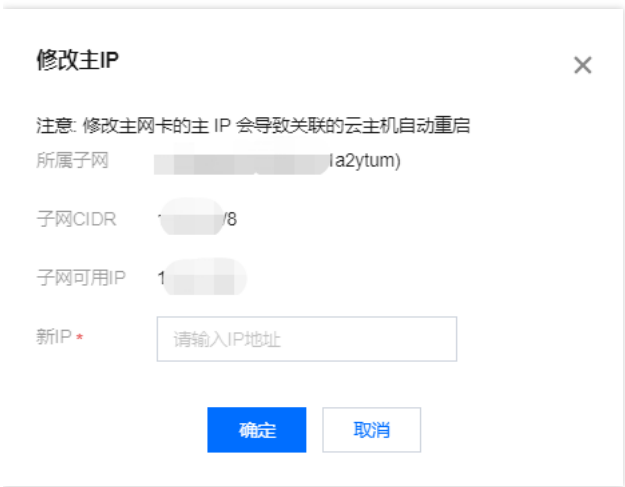 修改主IP
注意: 修改主网卡的主 IP 会导致关联的云主机自动重启
所属子网 a2ytum)
子网CIDR /8
子网可用IP 1
新IP * 请输入IP地址
确定 取消